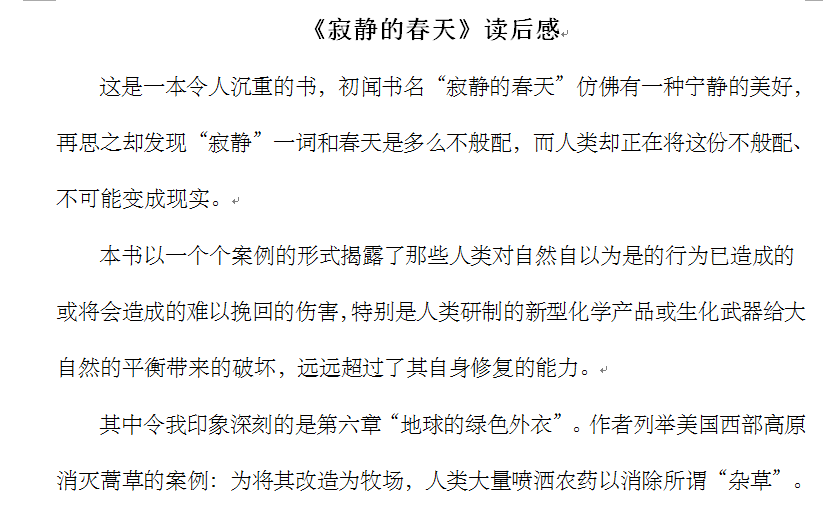 《寂静的春天》读后感
这是一本令人沉重的书，初闻书名“寂静的春天”仿佛有一种宁静的美好，
再思之却发现“寂静”一词和春天是多么不般配，而人类却正在将这份不般配、
不可能变成现实。
本书以一个个案例的形式揭露了那些人类对自然自以为是的行为已造成的
或将会造成的难以挽回的伤害，特别是人类研制的新型化学产品或生化武器给大
自然的平衡带来的破坏，远远超过了其自身修复的能力。
其中令我印象深刻的是第六章“地球的绿色外衣”。作者列举美国西部高原
消灭蒿草的案例：为将其改造为牧场，人类大量喷洒农药以消除所谓“杂草”。